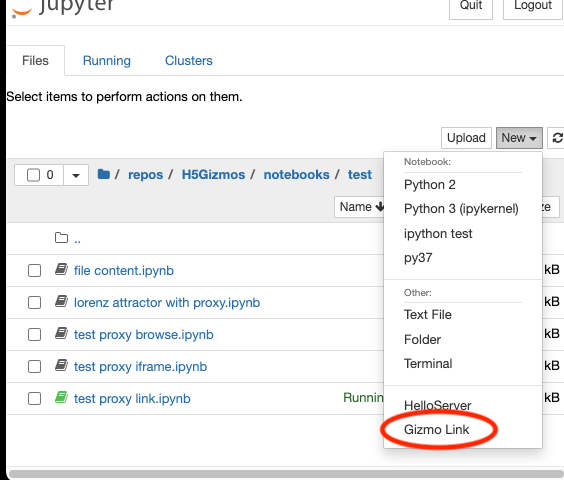 jupyter
Quit
Logout
Files
Running
Clusters
Select items to perform actions on them.
Upload
New
0
/ repos / H5Gizmos / notebooks / test
Name
ze
Notebook:
Python 2
Python 3 (ipykernel)
ipython test
py37
Other:
Text File
Folder
Terminal
HelloServer
Gizmo Link
..
file content.ipynb
kB
lorenz attractor with proxy.ipynb
kB
test proxy browse.ipynb
kB
test proxy iframe.ipynb
kB
test proxy link.ipynb
Runnin
kB